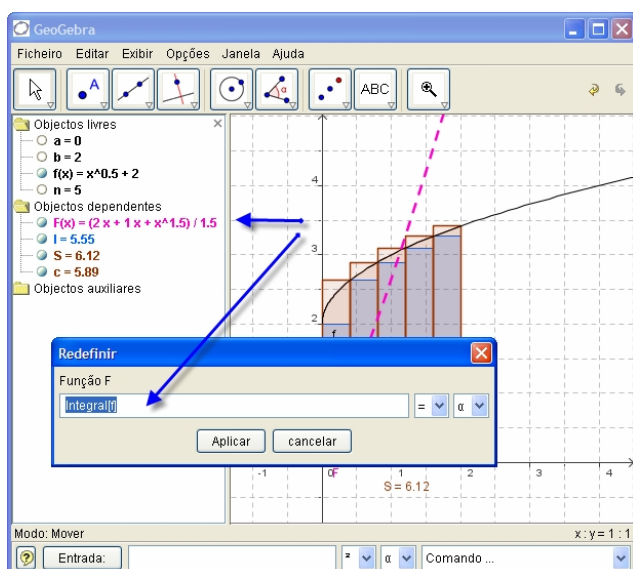 GeoGebra
Ficheiro Editar Exibir Opções Janela Ajuda
A
α
ABC
Objectos livres
a = 0
b = 2
f(x) = x^0.5 + 2
n = 5
Objectos dependentes
F(x) = (2 x + 1 x + x^1.5) / 1.5
I = 5.55
S = 6.12
c = 5.89
Objectos auxiliares
4
3
2
f
Redefinir
Função F
Integral[f]
= α
Aplicar cancelar
-1 0 F 1 2 3 4
S = 6.12
Modo: Mover x : y = 1 : 1
Entrada: ² α Comando ...